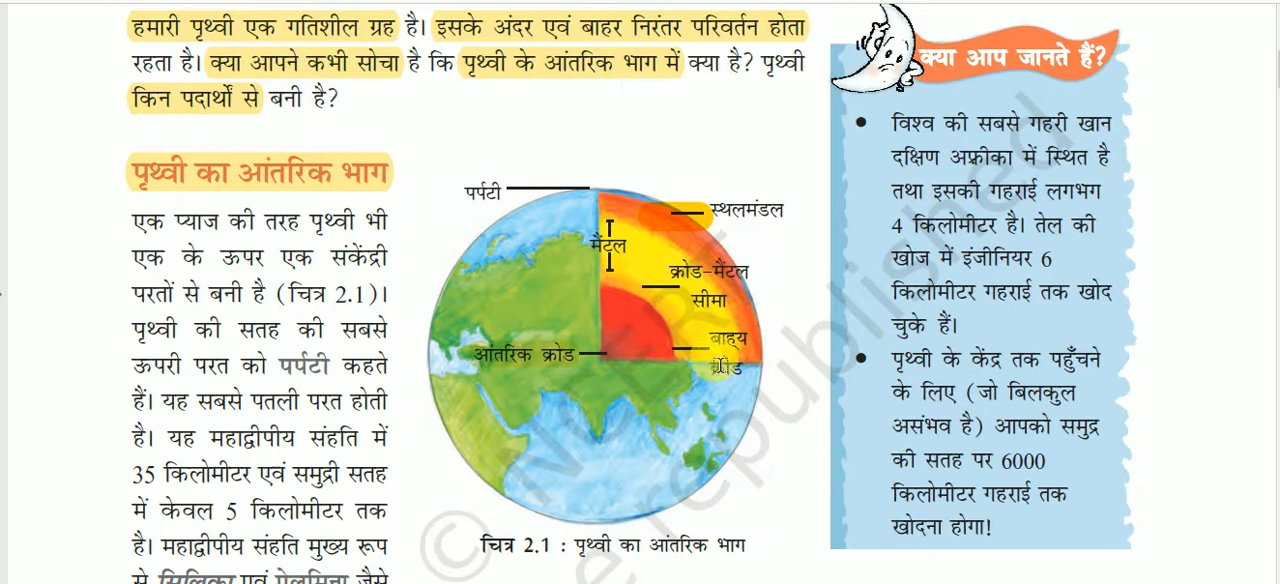 हमारी पृथ्वी एक गतिशील ग्रह है। इसके अंदर एवं बाहर निरंतर परिवर्तन होता
रहता है। क्या आपने कभी सोचा है कि पृथ्वी के आंतरिक भाग में क्या है? पृथ्वी
किन पदार्थों से बनी है?
पृथ्वी का आंतरिक भाग
एक प्याज की तरह पृथ्वी भी
एक के ऊपर एक संकेंद्री
परतों से बनी है (चित्र 2.1)।
पृथ्वी की सतह की सबसे
ऊपरी परत को पर्पटी कहते
हैं। यह सबसे पतली परत होती
है। यह महाद्वीपीय संहति में
35 किलोमीटर एवं समुद्री सतह
में केवल 5 किलोमीटर तक
है। महाद्वीपीय संहति मुख्य रूप
से सिलिका एवं ऐलुमिना जैसे
पर्पटी
स्थलमंडल
मैंटल
क्रोड-मैंटल
सीमा
बाह्य
क्रोड
आंतरिक क्रोड
चित्र 2.1 : पृथ्वी का आंतरिक भाग
क्या आप जानते हैं?
• विश्व की सबसे गहरी खान
दक्षिण अफ़्रीका में स्थित है
तथा इसकी गहराई लगभग
4 किलोमीटर है। तेल की
खोज में इंजीनियर 6
किलोमीटर गहराई तक खोद
चुके हैं।
• पृथ्वी के केंद्र तक पहुँचने
के लिए (जो बिलकुल
असंभव है) आपको समुद्र
की सतह पर 6000
किलोमीटर गहराई तक
खोदना होगा!
© NCERT
be republished